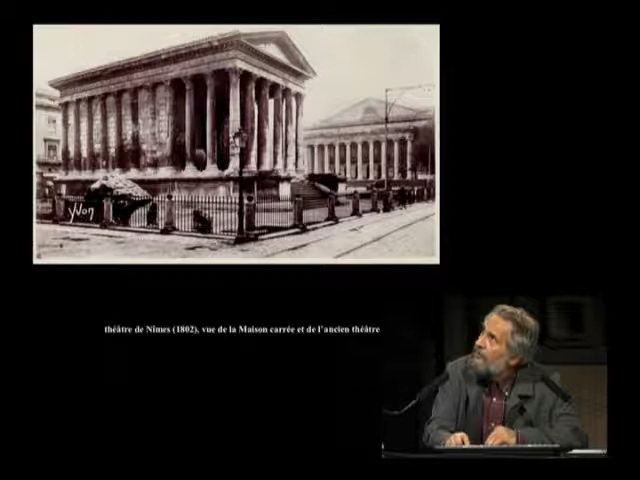 yvon
théâtre de Nîmes (1802), vue de la Maison carrée et de l'ancien théâtre